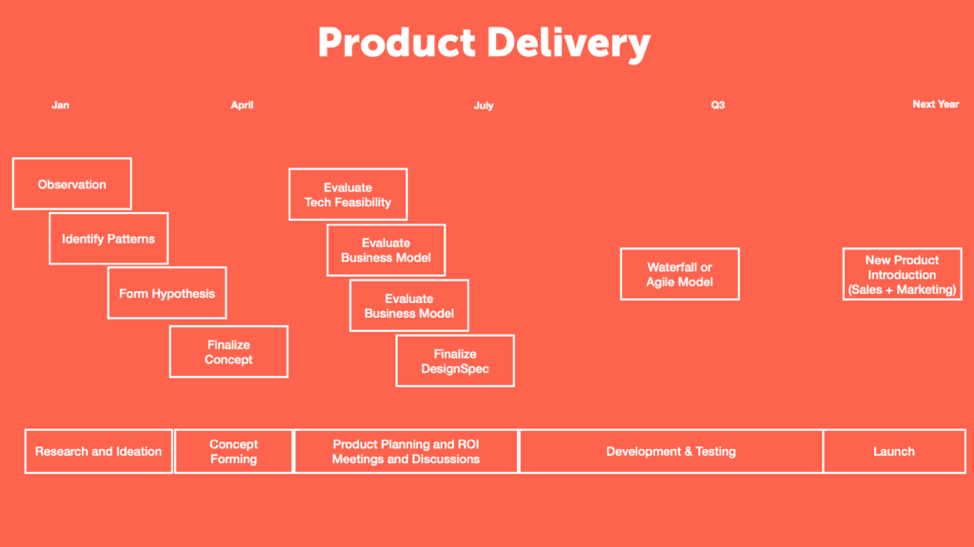 Product Delivery
Jan
April
July
Q3
Next Year
Observation
Identify Patterns
Form Hypothesis
Finalize
Concept
Evaluate
Tech Feasibility
Evaluate
Business Model
Evaluate
Business Model
Finalize
DesignSpec
Waterfall or
Agile Model
New Product
Introduction
(Sales + Marketing)
Research and Ideation
Concept
Forming
Product Planning and ROI
Meetings and Discussions
Development & Testing
Launch